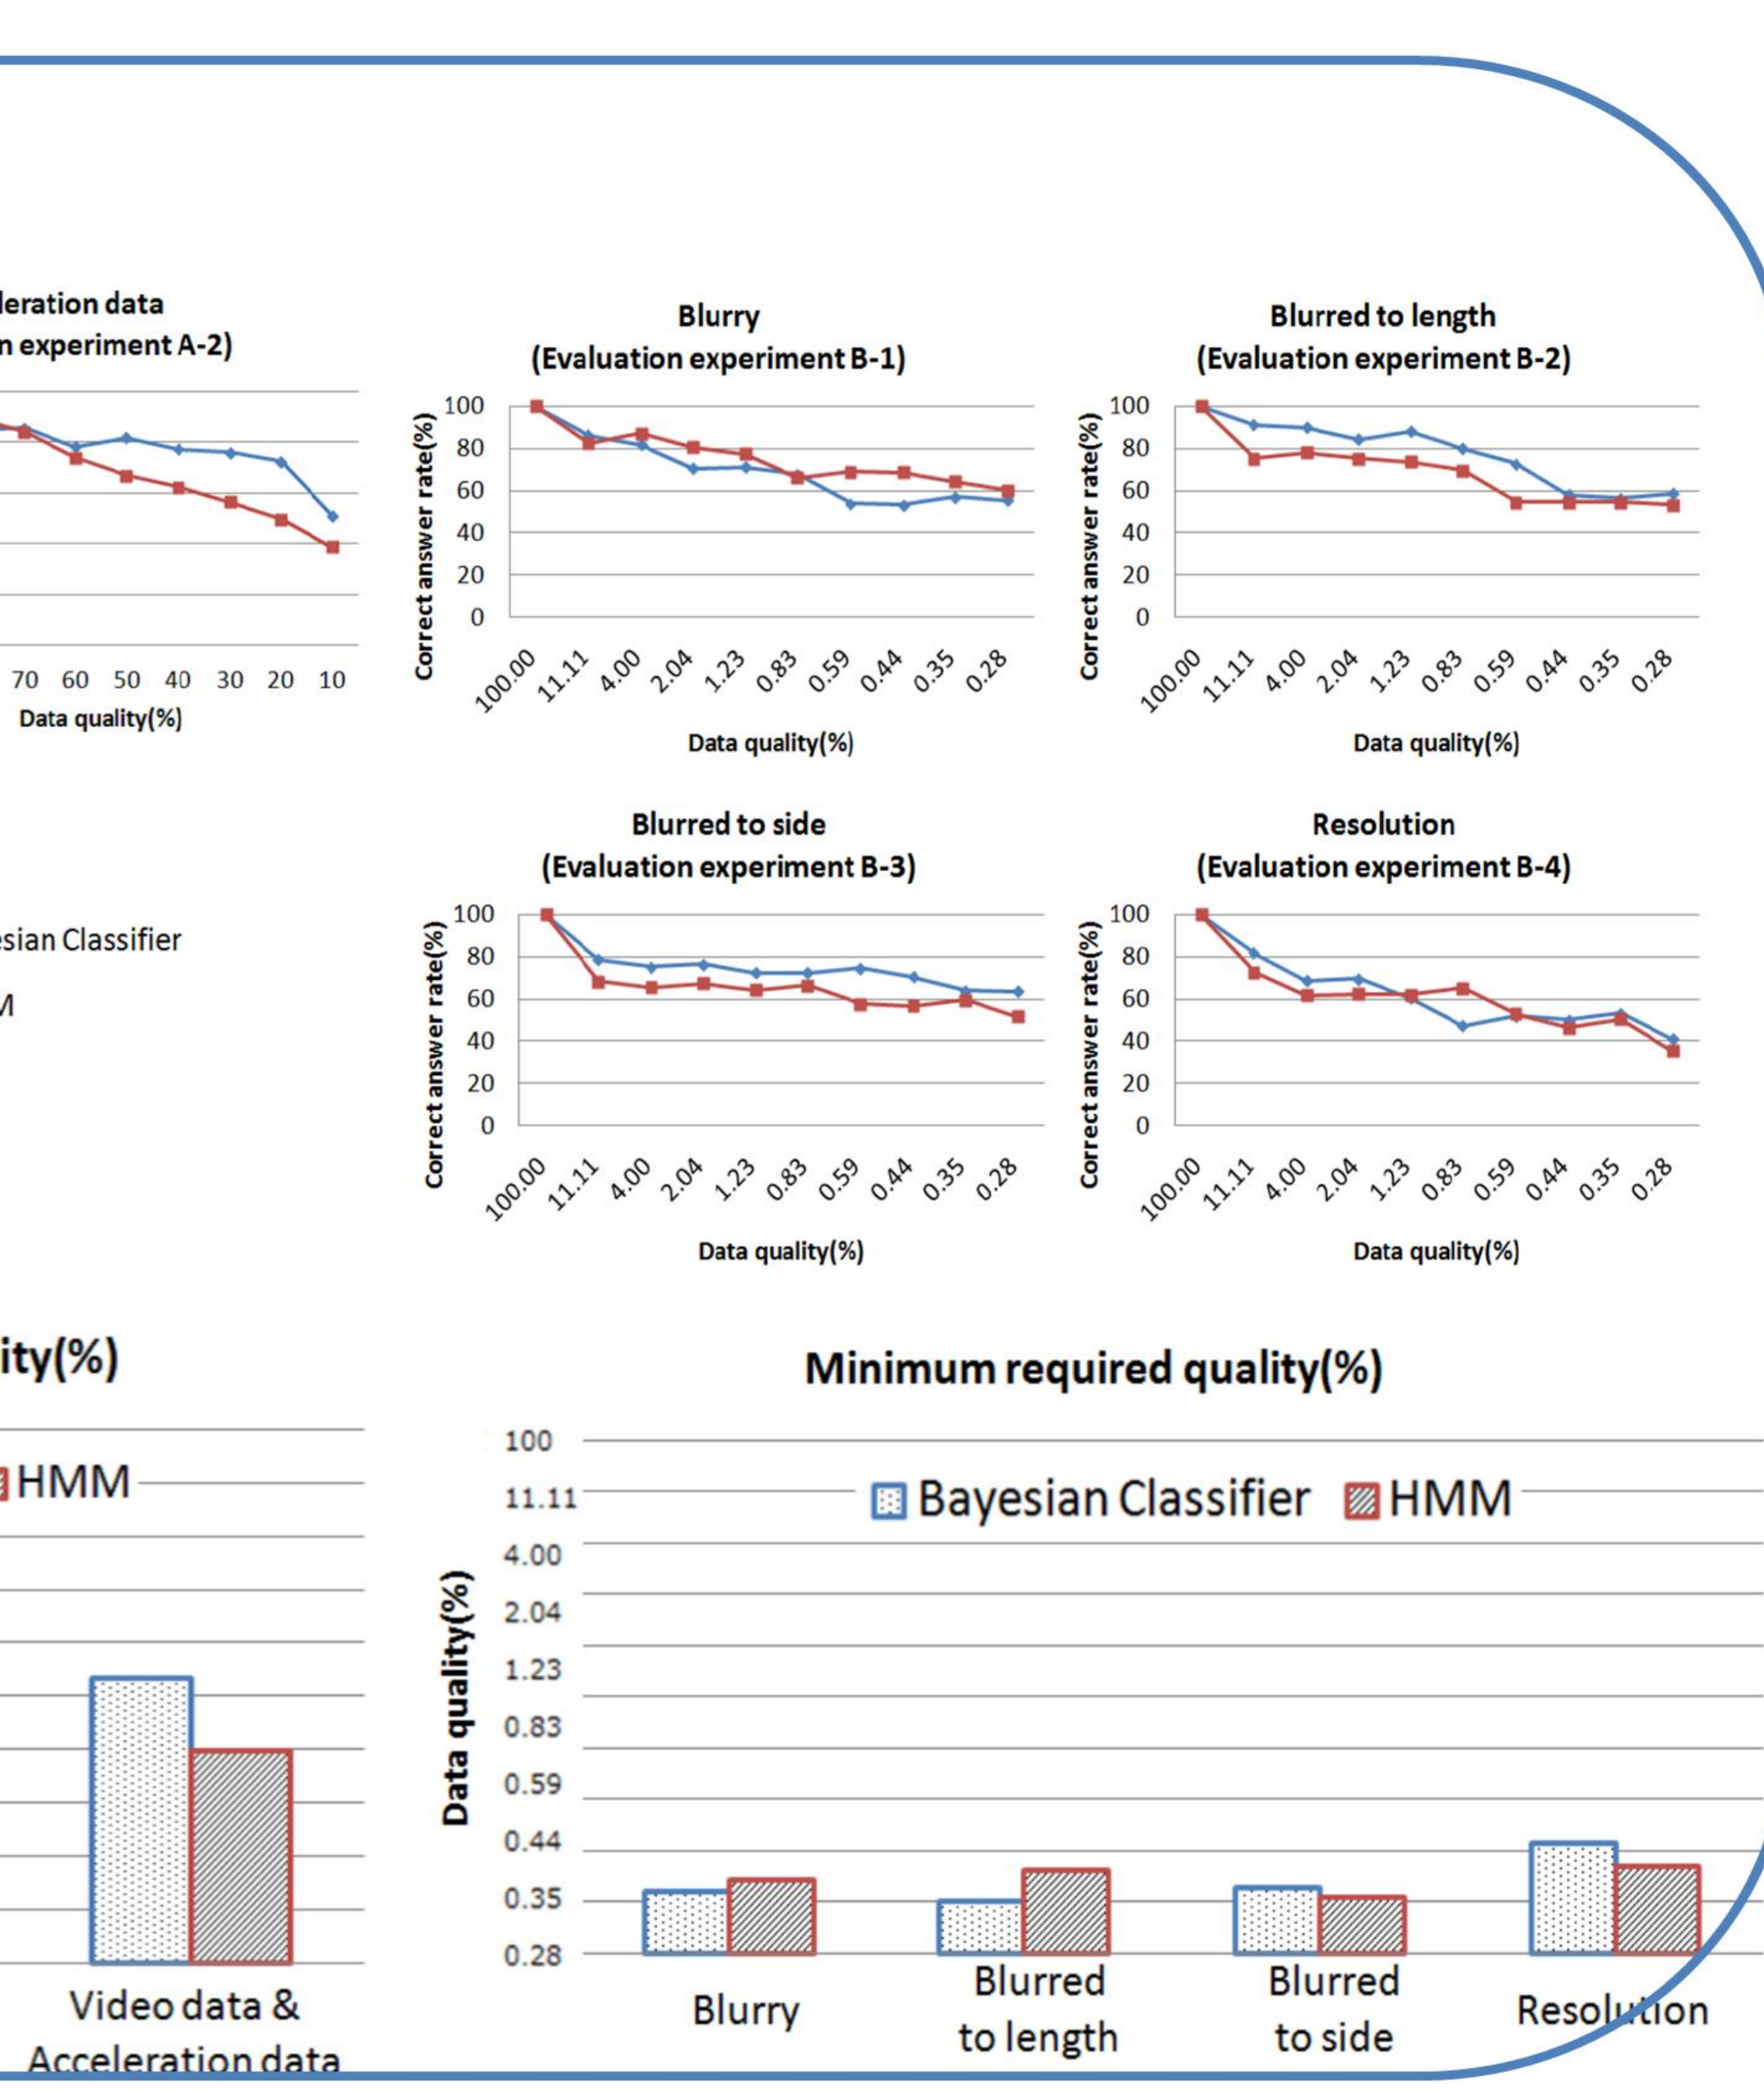 leration data
n experiment A-2)
70 60 50 40 30 20 10
Data quality(%)
Blurry
(Evaluation experiment B-1)
Correct answer rate(%)
100
80
60
40
20
0
100.00 11.11 4.00 2.04 1.23 0.83 0.59 0.44 0.35 0.28
Data quality(%)
Blurred to length
(Evaluation experiment B-2)
Correct answer rate(%)
100
80
60
40
20
0
100.00 11.11 4.00 2.04 1.23 0.83 0.59 0.44 0.35 0.28
Data quality(%)
sian Classifier
M
Blurred to side
(Evaluation experiment B-3)
Correct answer rate(%)
100
80
60
40
20
0
100.00 11.11 4.00 2.04 1.23 0.83 0.59 0.44 0.35 0.28
Data quality(%)
Resolution
(Evaluation experiment B-4)
Correct answer rate(%)
100
80
60
40
20
0
100.00 11.11 4.00 2.04 1.23 0.83 0.59 0.44 0.35 0.28
Data quality(%)
ity(%)
HMM
Video data &
Acceleration data
Minimum required quality(%)
Bayesian Classifier HMM
Data quality(%)
100
11.11
4.00
2.04
1.23
0.83
0.59
0.44
0.35
0.28
Blurry
Blurred
to length
Blurred
to side
Resolution